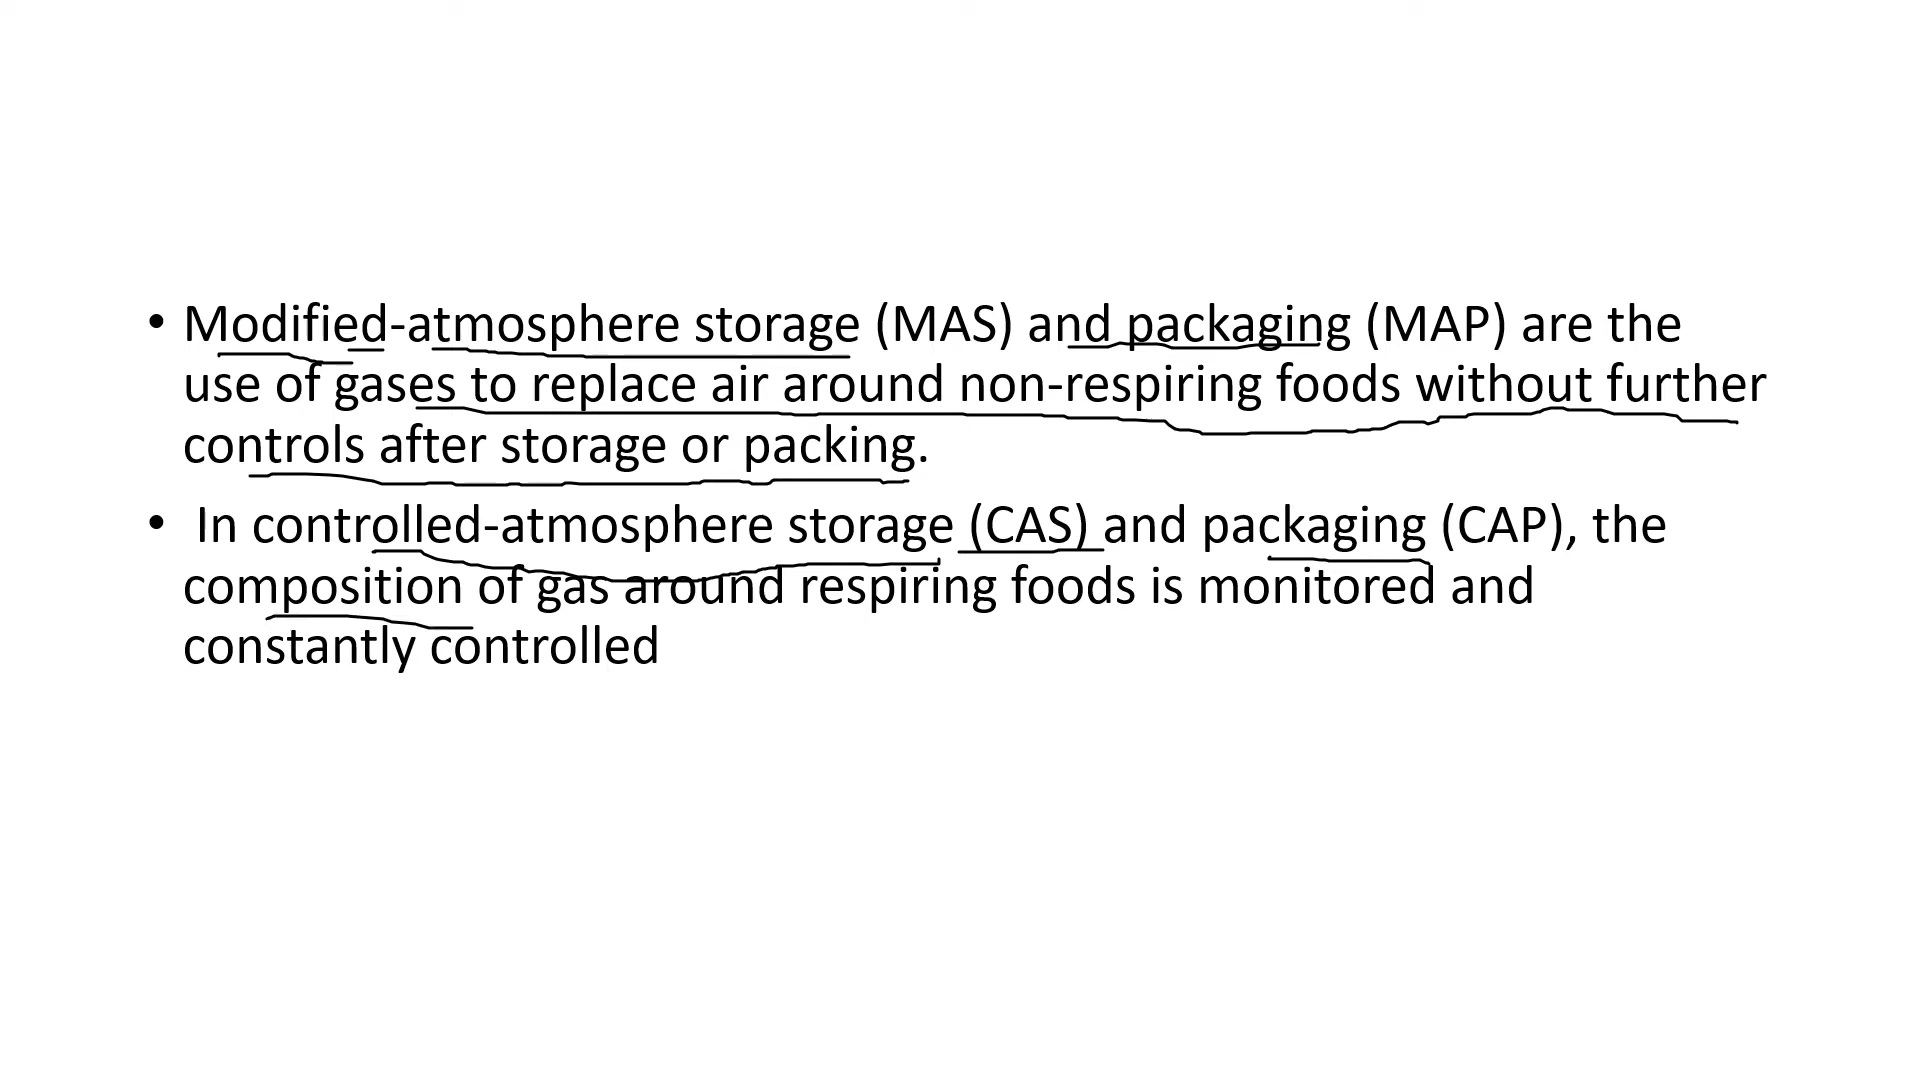 • Modified-atmosphere storage (MAS) and packaging (MAP) are the
use of gases to replace air around non-respiring foods without further
controls after storage or packing.
• In controlled-atmosphere storage (CAS) and packaging (CAP), the
composition of gas around respiring foods is monitored and
constantly controlled